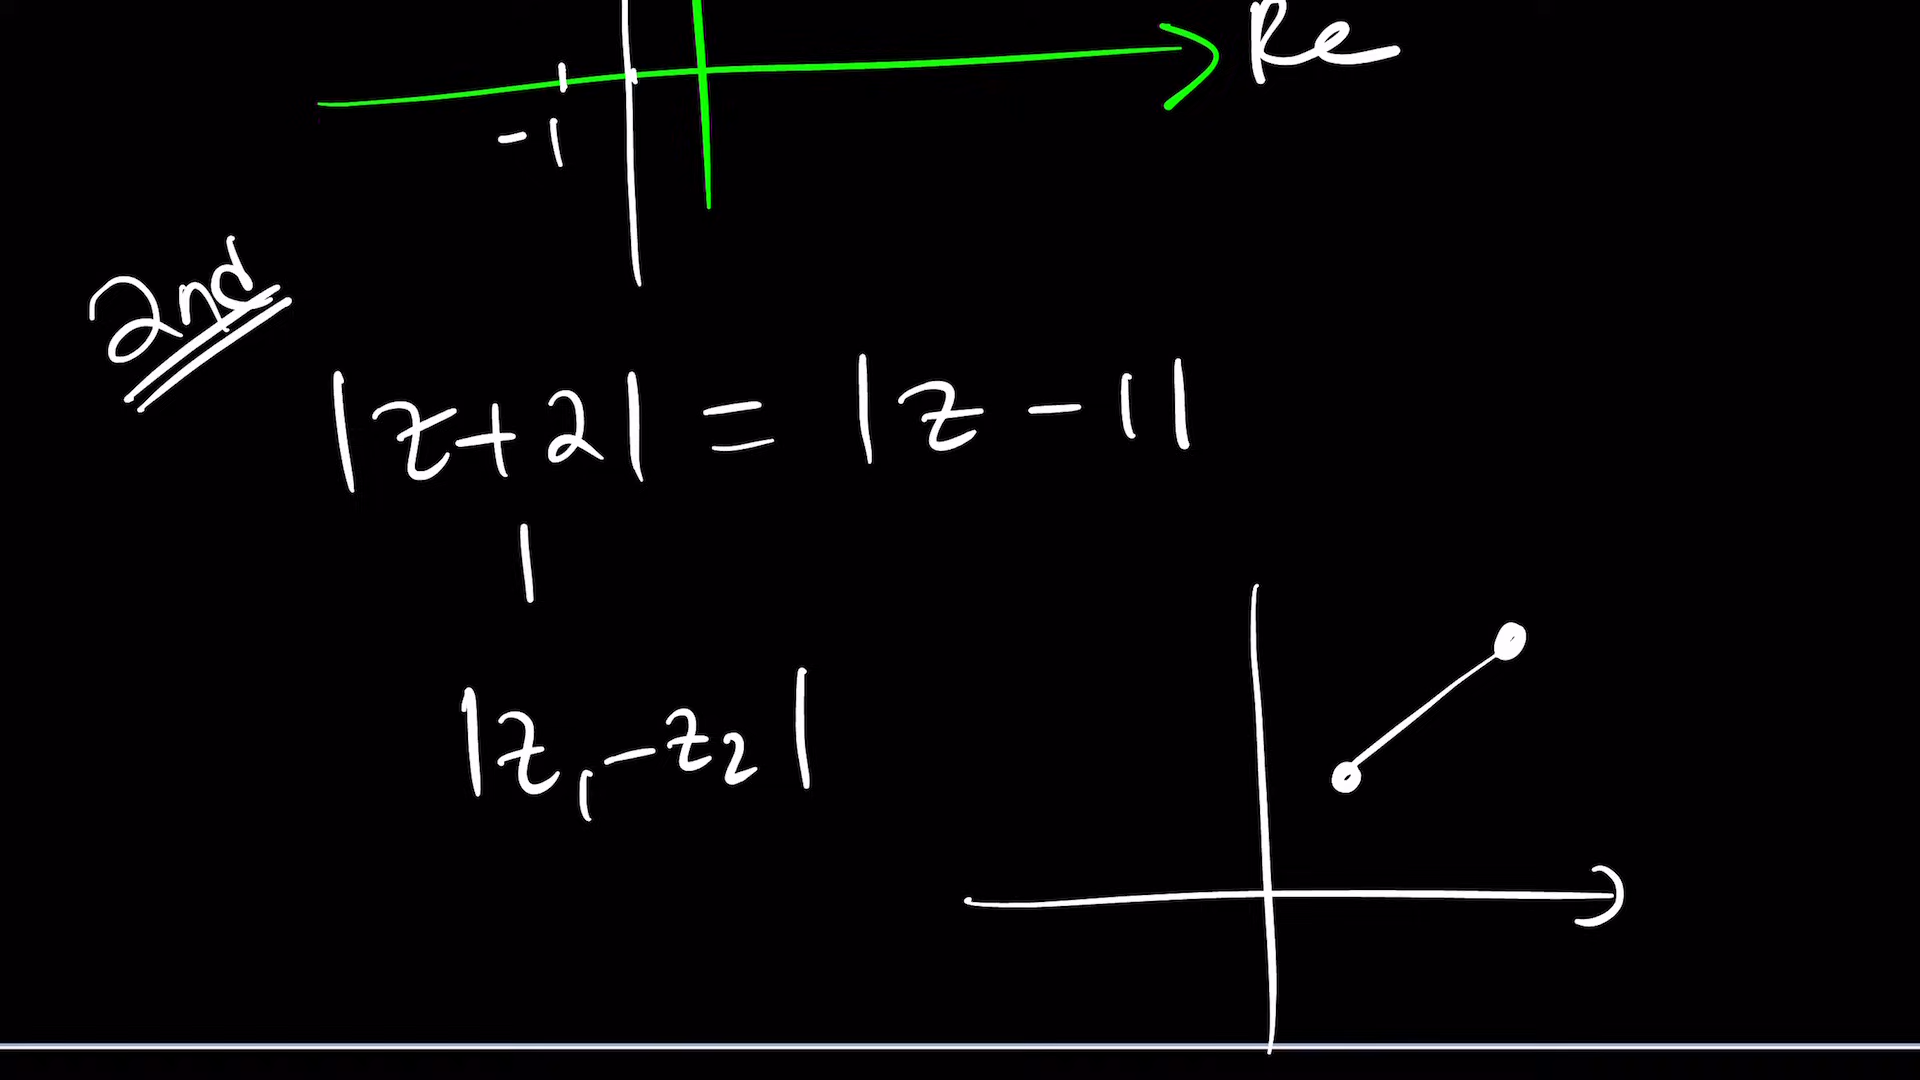 Re
-1
2nd
|z+2| = |z-1|
|z₁-z₂|